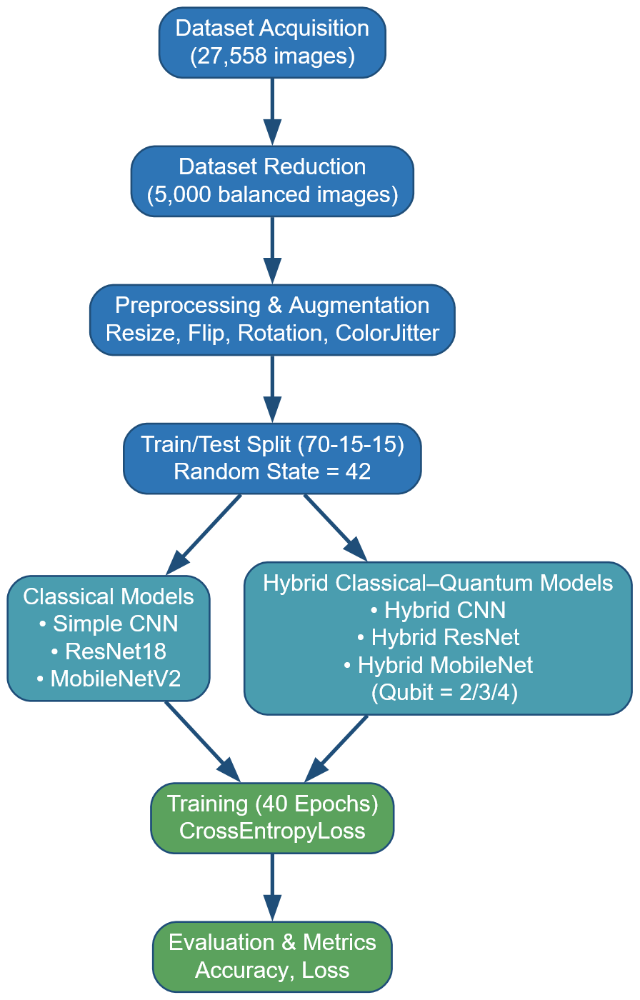 Dataset Acquisition
(27,558 images)
Dataset Reduction
(5,000 balanced images)
Preprocessing & Augmentation
Resize, Flip, Rotation, ColorJitter
Train/Test Split (70-15-15)
Random State = 42
Classical Models
• Simple CNN
• ResNet18
• MobileNetV2
Hybrid Classical–Quantum Models
• Hybrid CNN
• Hybrid ResNet
• Hybrid MobileNet
(Qubit = 2/3/4)
Training (40 Epochs)
CrossEntropyLoss
Evaluation & Metrics
Accuracy, Loss